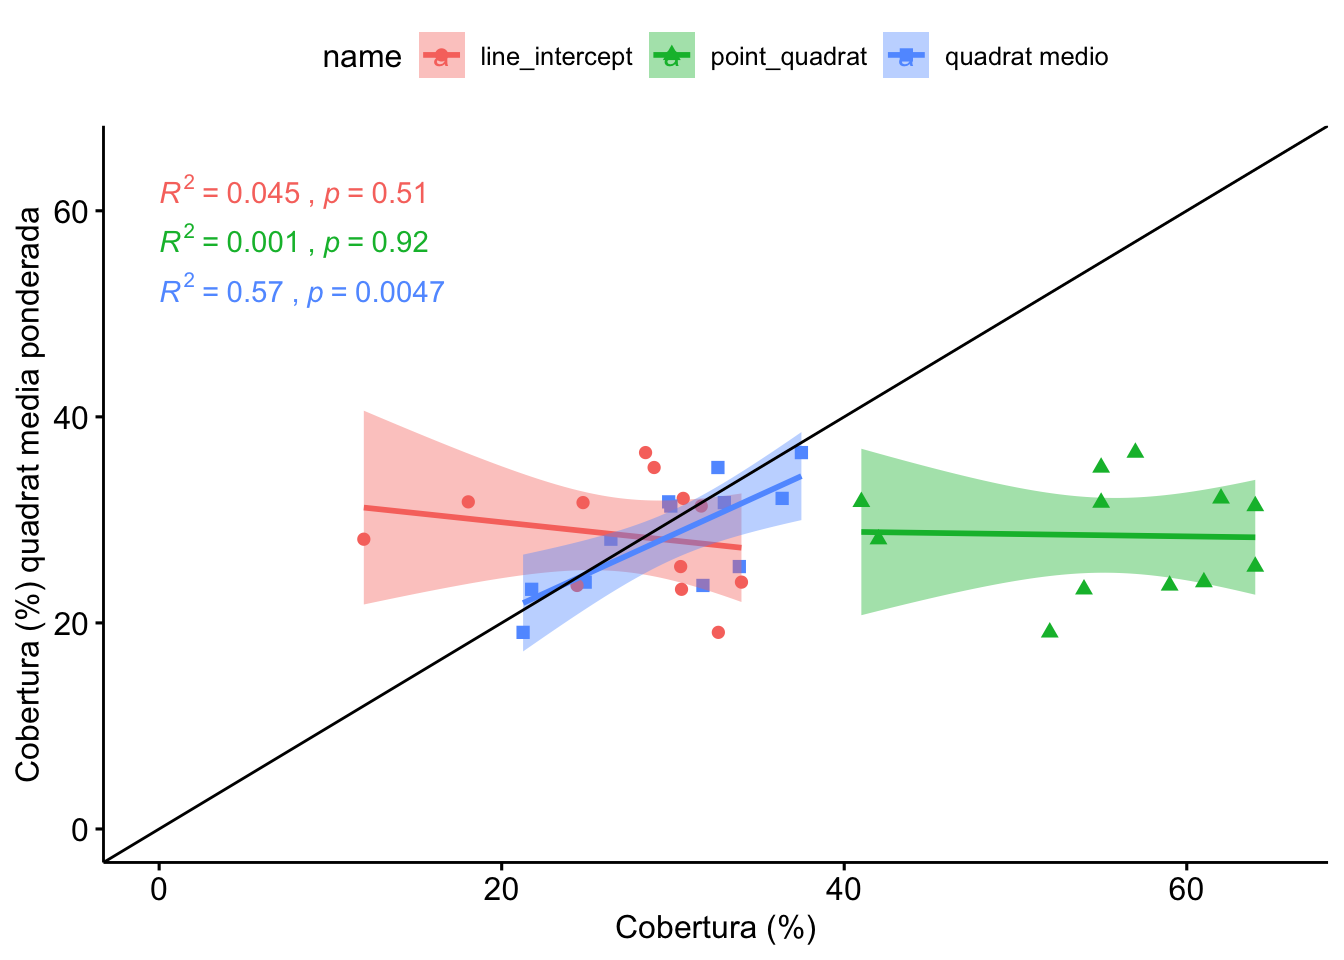 name a line_intercept a point_quadrat a quadrat medio
R² = 0.045 , p = 0.51
R² = 0.001 , p = 0.92
R² = 0.57 , p = 0.0047
Cobertura (%) quadrat media ponderada
60
40
20
0
0 20 40 60
Cobertura (%)